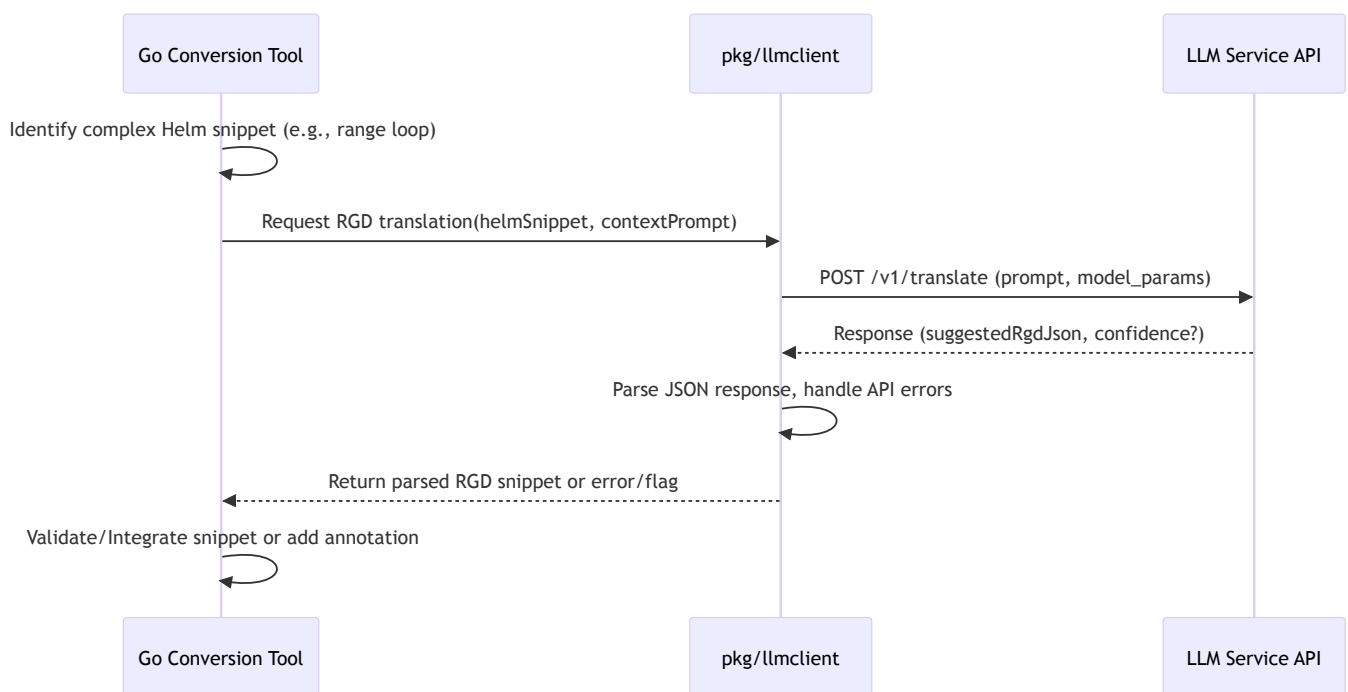 Go Conversion Tool
pkg/llmclient
LLM Service API
Identify complex Helm snippet (e.g., range loop)
Request RGD translation(helmSnippet, contextPrompt)
POST /v1/translate (prompt, model_params)
Response (suggestedRgdJson, confidence?)
Parse JSON response, handle API errors
Return parsed RGD snippet or error/flag
Validate/Integrate snippet or add annotation
Go Conversion Tool
pkg/llmclient
LLM Service API